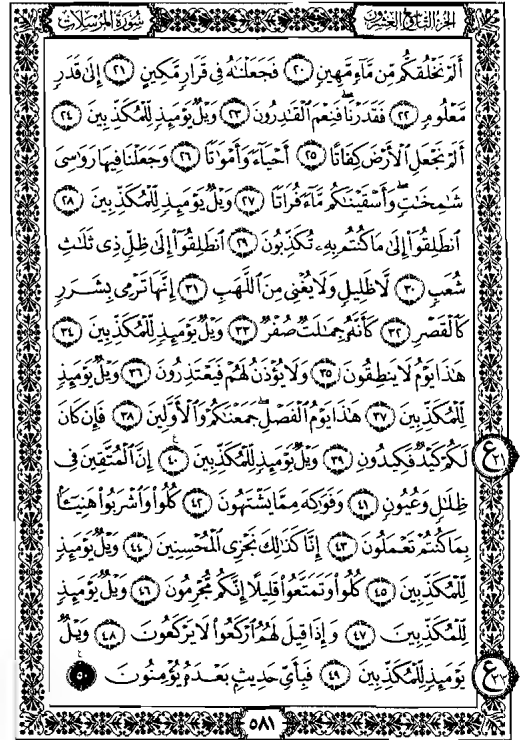 الجزء التاسع والعشرون سورة المرسلات
أَلَمْ نَخْلُقكُّم مِّن مَّآءٍ مَّهِينٍ ٢٠ فَجَعَلْنَٰهُ فِى قَرَارٍ مَّكِينٍ ٢١ إِلَىٰ قَدَرٍ
مَّعْلُومٍ ٢٢ فَقَدَرْنَا فَنِعْمَ ٱلْقَٰدِرُونَ ٢٣ وَيْلٌ يَوْمَئِذٍ لِّلْمُكَذِّبِينَ ٢٤
أَلَمْ نَجْعَلِ ٱلْأَرْضَ كِفَاتًا ٢٥ أَحْيَآءً وَأَمْوَٰتًا ٢٦ وَجَعَلْنَا فِيهَا رَوَٰسِىَ
شَٰمِخَٰتٍ وَأَسْقَيْنَٰكُم مَّآءً فُرَاتًا ٢٧ وَيْلٌ يَوْمَئِذٍ لِّلْمُكَذِّبِينَ ٢٨
ٱنطَلِقُوٓا۟ إِلَىٰ مَا كُنتُم بِهِۦ تُكَذِّبُونَ ٢٩ ٱنطَلِقُوٓا۟ إِلَىٰ ظِلٍّ ذِى ثَلَٰثِ
شُعَبٍ ٣٠ لَّا ظَلِيلٍ وَلَا يُغْنِى مِنَ ٱللَّهَبِ ٣١ إِنَّهَا تَرْمِى بِشَرَرٍ
كَٱلْقَصْرِ ٣٢ كَأَنَّهُۥ جِمَٰلَتٌ صُفْرٌ ٣٣ وَيْلٌ يَوْمَئِذٍ لِّلْمُكَذِّبِينَ ٣٤
هَٰذَا يَوْمُ لَا يَنطِقُونَ ٣٥ وَلَا يُؤْذَنُ لَهُمْ فَيَعْتَذِرُونَ ٣٦ وَيْلٌ يَوْمَئِذٍ
لِّلْمُكَذِّبِينَ ٣٧ هَٰذَا يَوْمُ ٱلْفَصْلِ جَمَعْنَٰكُمْ وَٱلْأَوَّلِينَ ٣٨ فَإِن كَانَ
لَكُمْ كَيْدٌ فَكِيدُونِ ٣٩ وَيْلٌ يَوْمَئِذٍ لِّلْمُكَذِّبِينَ ٤٠ إِنَّ ٱلْمُتَّقِينَ فِى
ظِلَٰلٍ وَعُيُونٍ ٤١ وَفَوَٰكِهَ مِمَّا يَشْتَهُونَ ٤٢ كُلُوا۟ وَٱشْرَبُوا۟ هَنِيٓـًٔۢا
بِمَا كُنتُمْ تَعْمَلُونَ ٤٣ إِنَّا كَذَٰلِكَ نَجْزِى ٱلْمُحْسِنِينَ ٤٤ وَيْلٌ يَوْمَئِذٍ
لِّلْمُكَذِّبِينَ ٤٥ كُلُوا۟ وَتَمَتَّعُوا۟ قَلِيلًا إِنَّكُم مُّجْرِمُونَ ٤٦ وَيْلٌ يَوْمَئِذٍ
لِّلْمُكَذِّبِينَ ٤٧ وَإِذَا قِيلَ لَهُمُ ٱرْكَعُوا۟ لَا يَرْكَعُونَ ٤٨ وَيْلٌ
يَوْمَئِذٍ لِّلْمُكَذِّبِينَ ٤٩ فَبِأَىِّ حَدِيثٍۭ بَعْدَهُۥ يُؤْمِنُونَ ٥٠
٥٨١